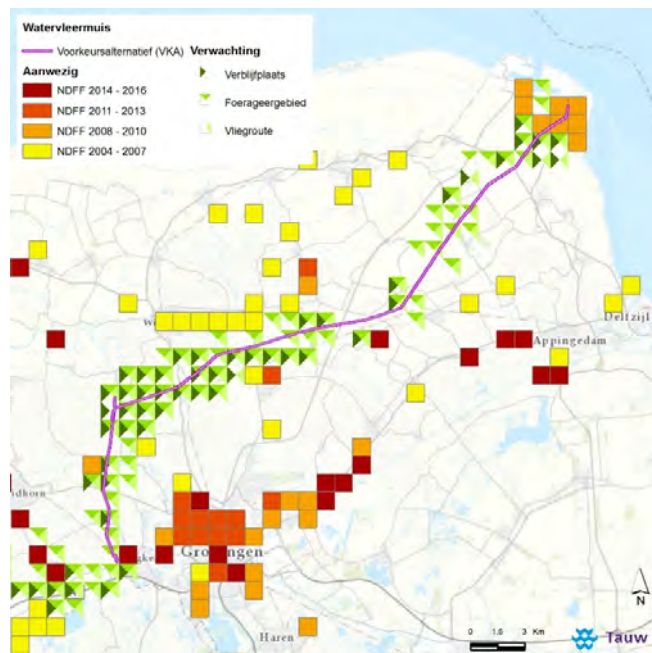 Watervleermuis
Voorkeursalternatief (VKA)
Aanwezig
NDFF 2014 - 2016
NDFF 2011 - 2013
NDFF 2008 - 2010
NDFF 2004 - 2007
Verwachting
Verblijfplaats
Foerageergebied
Vliegroute
Delfzijl
Appingedam
idhorn
Groningen
Haren
N
0 1,5 3 Km
Tauw